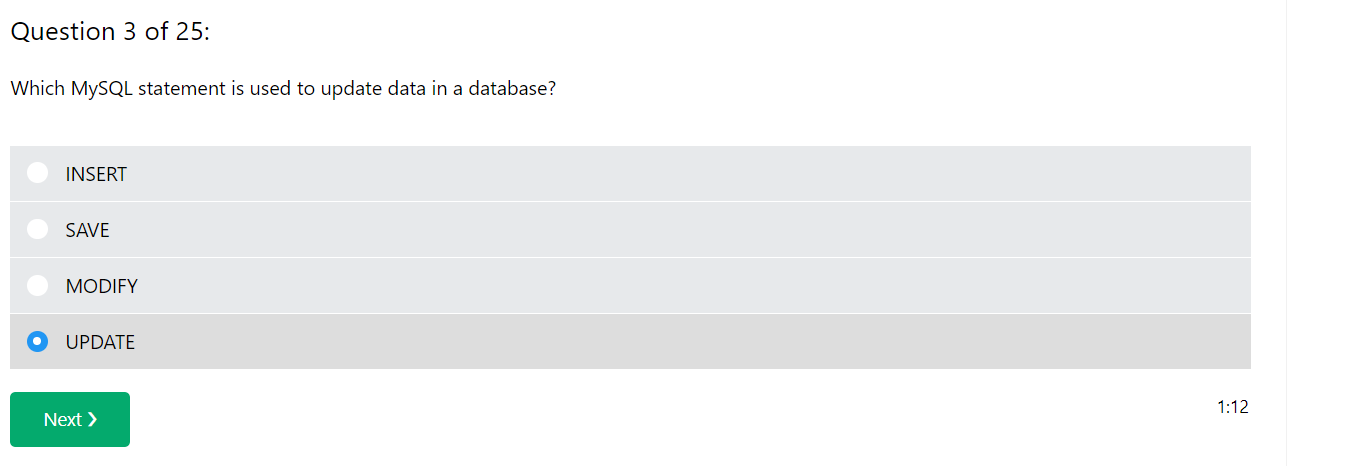 Question 3 of 25:
Which MySQL statement is used to update data in a database?
INSERT
SAVE
MODIFY
UPDATE
Next ❯
1:12